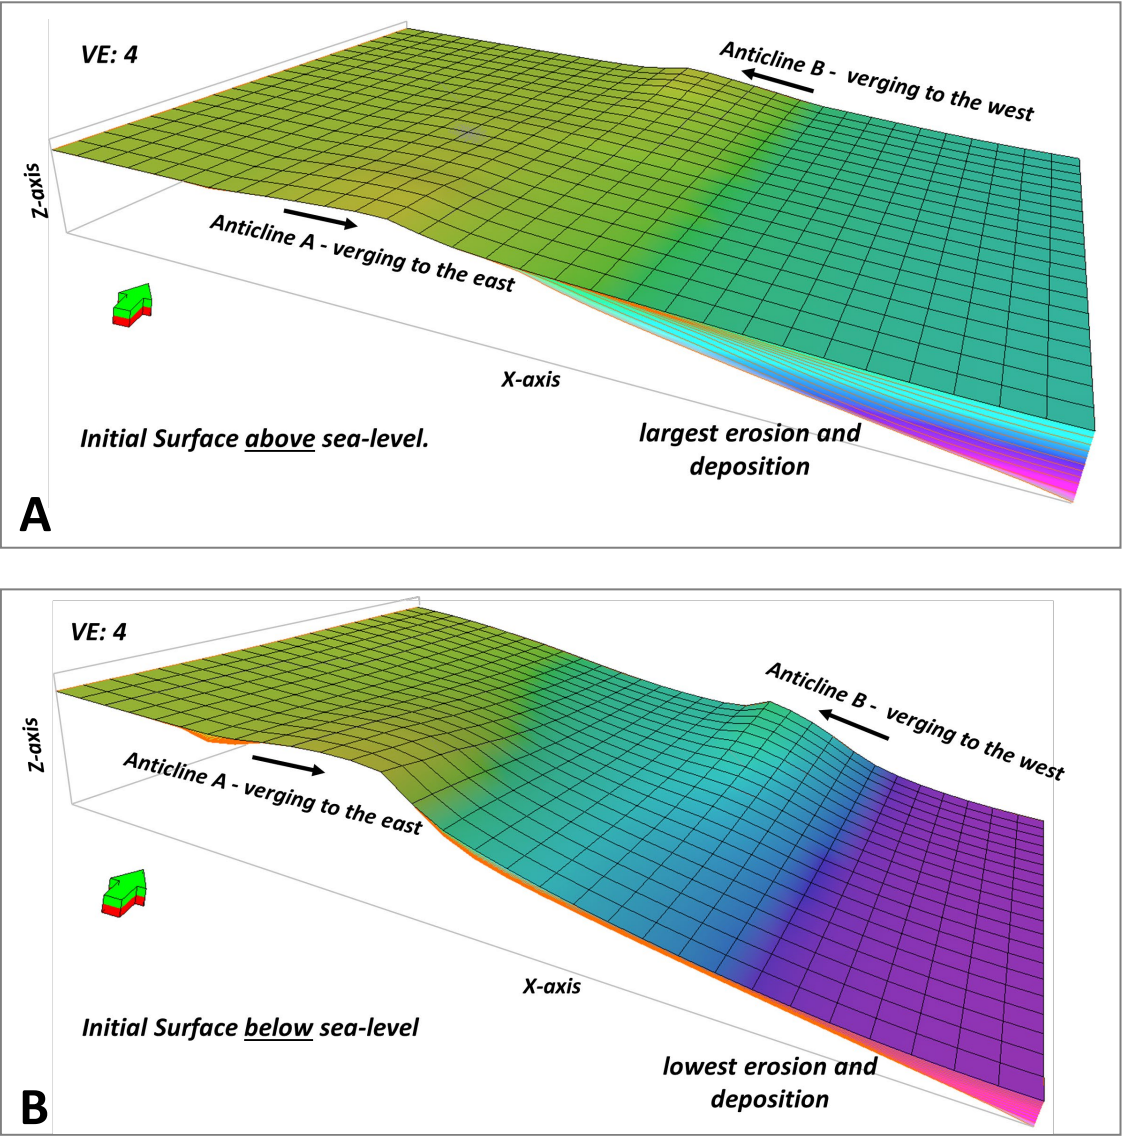 VE: 4
Anticline B - verging to the west
Z-axis
Anticline A - verging to the east
X-axis
Initial Surface above sea-level.
largest erosion and
deposition
A
VE: 4
Anticline B - verging to the west
Z-axis
Anticline A - verging to the east
X-axis
Initial Surface below sea-level
lowest erosion and
deposition
B